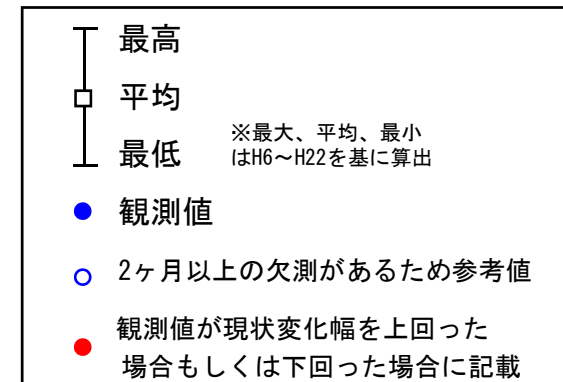 最高
平均
最低
※最大、平均、最小
はH6~H22を基に算出
観測値
2ヶ月以上の欠測があるため参考値
観測値が現状変化幅を上回った
場合もしくは下回った場合に記載